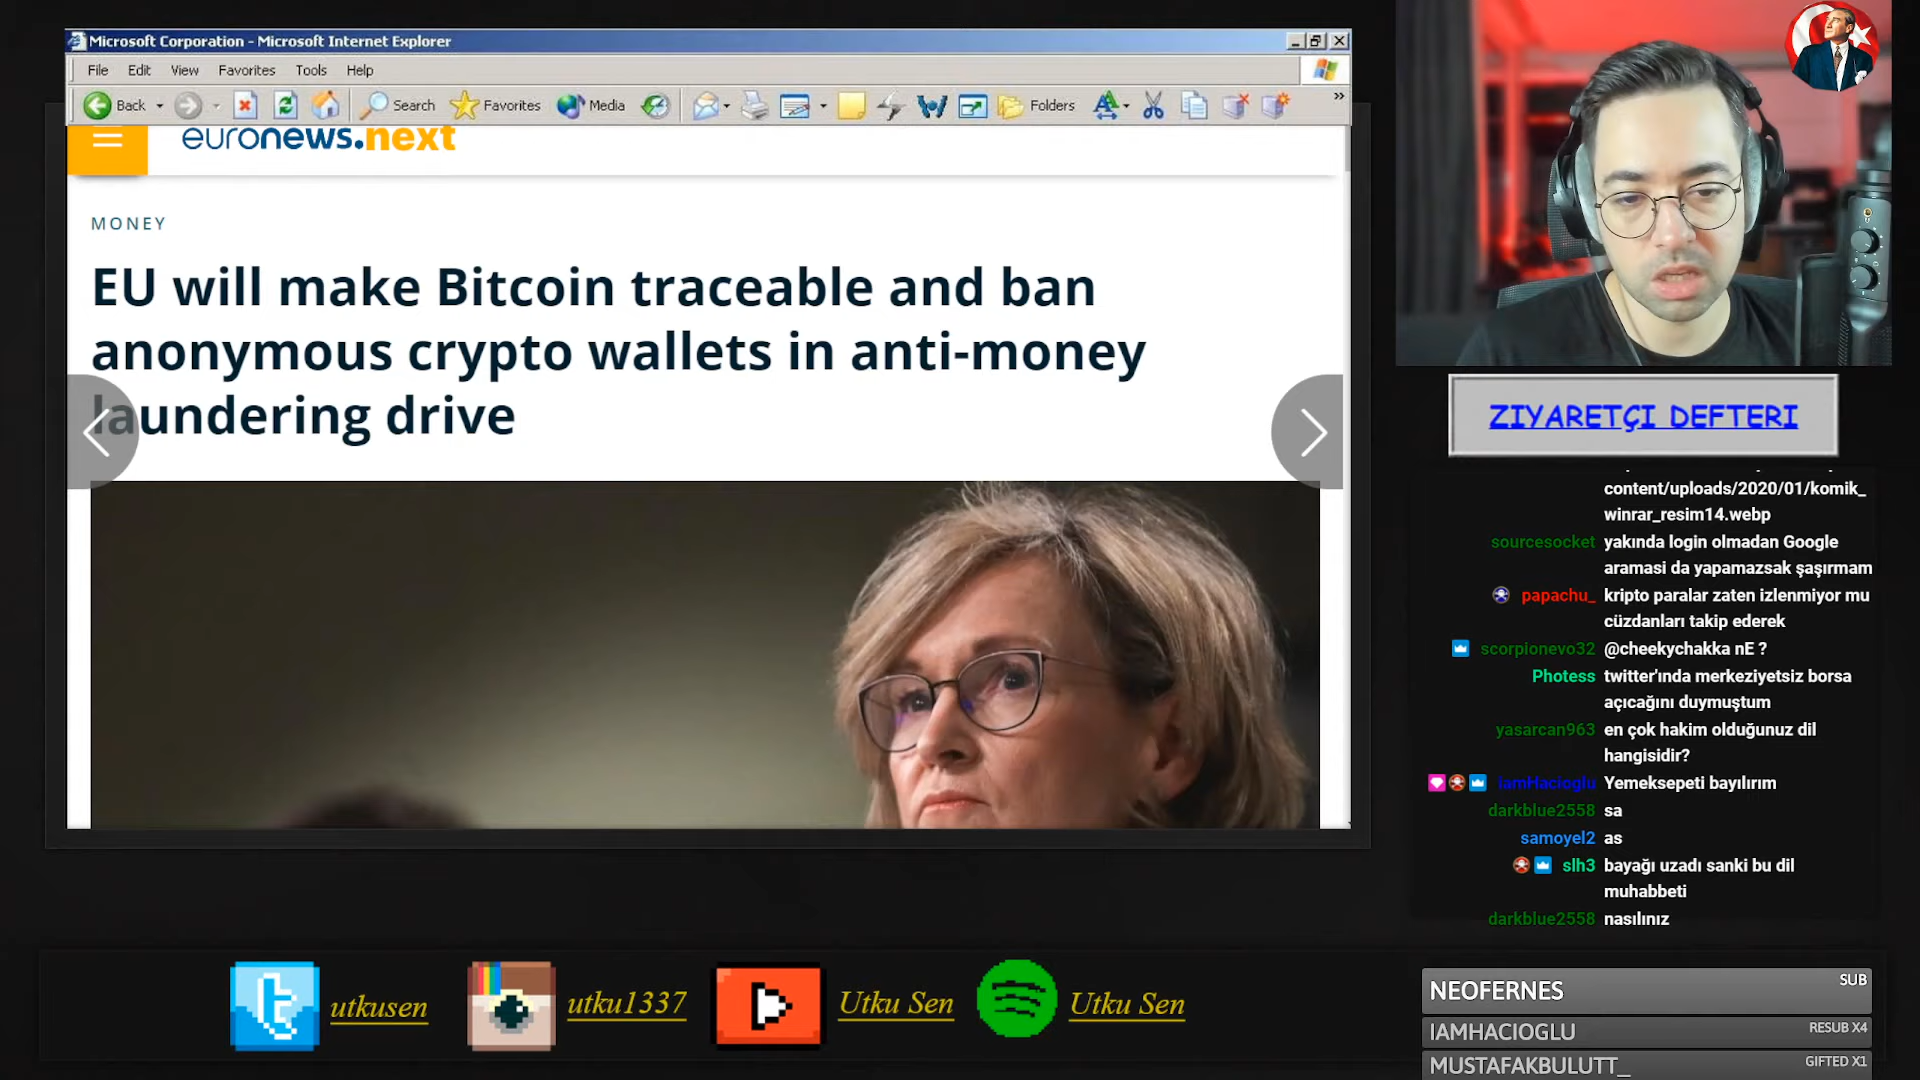 Microsoft Corporation - Microsoft Internet Explorer
File Edit View Favorites Tools Help
Back Search Favorites Media Folders
euronews.next
MONEY
EU will make Bitcoin traceable and ban
anonymous crypto wallets in anti-money
laundering drive
ZIYARETÇI DEFTERI
content/uploads/2020/01/komik_
winrar_resim14.webp
sourcesocket yakında login olmadan Google
aramasi da yapamazsak şaşırmam
papachu_ kripto paralar zaten izlenmiyor mu
cüzdanları takip ederek
scorpionevo32 @cheekychakka nE ?
Photess twitter'ında merkeziyetsiz borsa
açıcağını duymuştum
yasarcan963 en çok hakim olduğunuz dil
hangisidir?
IamHacioglu Yemeksepeti bayılırım
darkblue2558 sa
samoyel2 as
slh3 bayağı uzadı sanki bu dil
muhabbeti
darkblue2558 nasılınız
utkusen utku1337 Utku Sen Utku Sen
NEOFERNES SUB
IAMHACIOGLU RESUB X4
MUSTAFAKBULUTT_ GIFTED X1